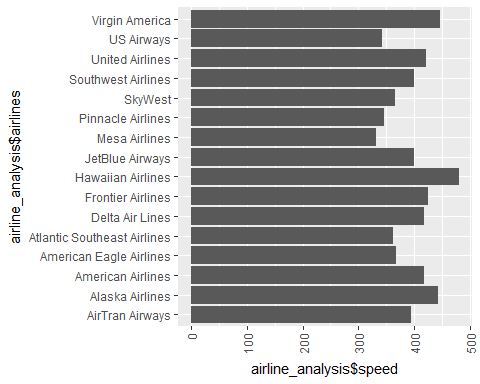 Virgin America
US Airways
United Airlines
Southwest Airlines
SkyWest
Pinnacle Airlines
Mesa Airlines
JetBlue Airways
Hawaiian Airlines
Frontier Airlines
Delta Air Lines
Atlantic Southeast Airlines
American Eagle Airlines
American Airlines
Alaska Airlines
AirTran Airways
airline_analysis$airlines
0 100 200 300 400 500
airline_analysis$speed